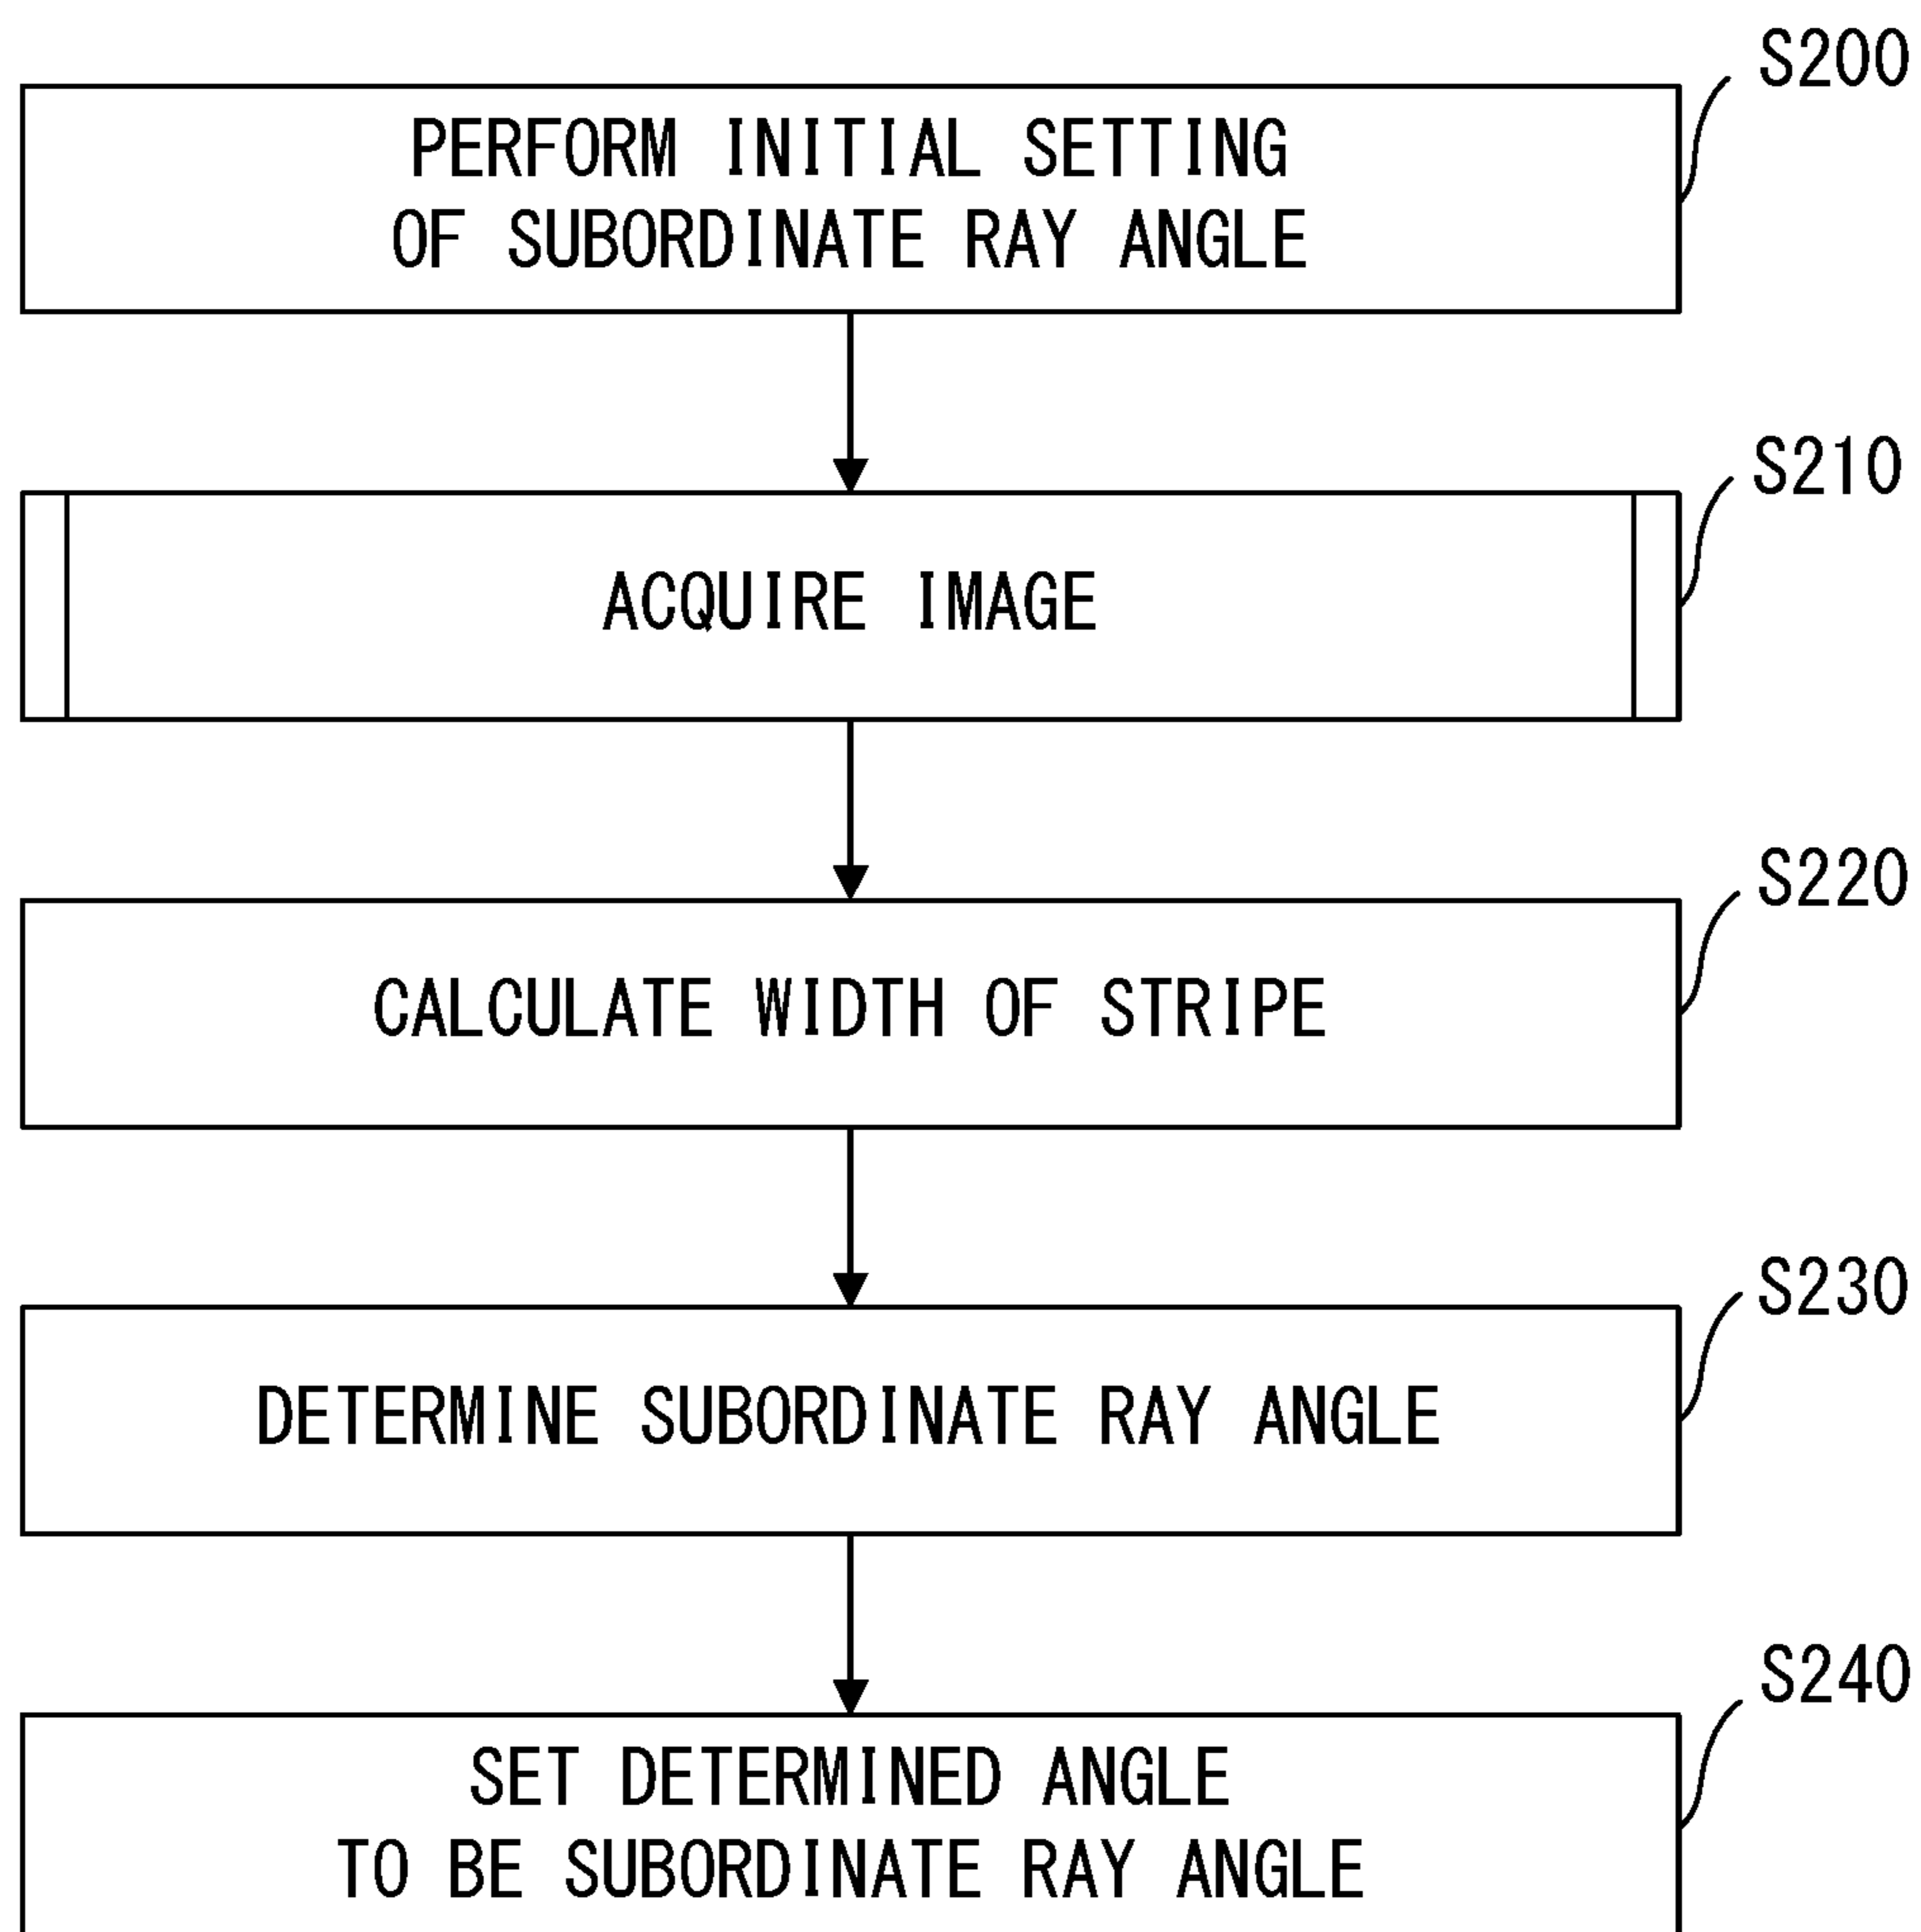 S200
PERFORM INITIAL SETTING
OF SUBORDINATE RAY ANGLE
S210
ACQUIRE IMAGE
S220
CALCULATE WIDTH OF STRIPE
S230
DETERMINE SUBORDINATE RAY ANGLE
S240
SET DETERMINED ANGLE
TO BE SUBORDINATE RAY ANGLE